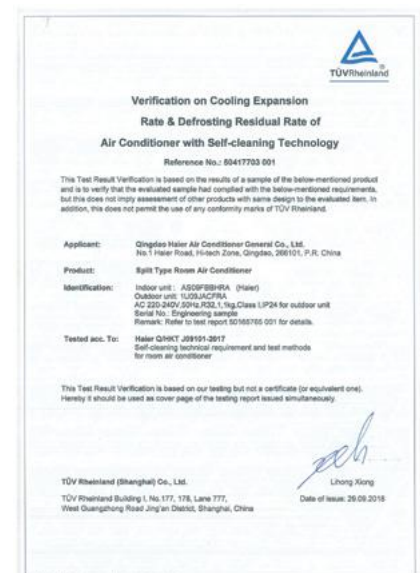 TÜVRheinland
®
Verification on Cooling Expansion
Rate & Defrosting Residual Rate of
Air Conditioner with Self-cleaning Technology
Reference No.: 50417703 001
This Test Result Verification is based on the results of a sample of the below-mentioned product
and is to verify that the evaluated sample had complied with the below-mentioned requirements,
but this does not imply assessment of other products with same design to the evaluated item. In
addition, this does not permit the use of any conformity marks of TÜV Rheinland.
Applicant: Qingdao Haier Air Conditioner General Co., Ltd.
No.1 Haier Road, Hi-tech Zone, Qingdao, 266101, P.R. China
Product: Split Type Room Air Conditioner
Identification: Indoor unit : AS09FBBHRA (Haier)
Outdoor unit: 1U09JACFRA
AC 220-240V,50Hz,R32,1.1kg,Class I,IP24 for outdoor unit
Serial No.: Engineering sample
Remark: Refer to test report 50165765 001 for details.
Tested acc. To: Haier Q/HKT J09101-2017
Self-cleaning technical requirement and test methods
for room air conditioner
This Test Result Verification is based on our testing but not a certificate (or equivalent one).
Hereby it should be used as cover page of the testing report issued simultaneously.
TÜV Rheinland (Shanghai) Co., Ltd.
Lihong Xiong
TÜV Rheinland Building I, No.177, 178, Lane 777,
Date of issue: 29.09.2018
West Guangzhong Road Jing'an District, Shanghai, China